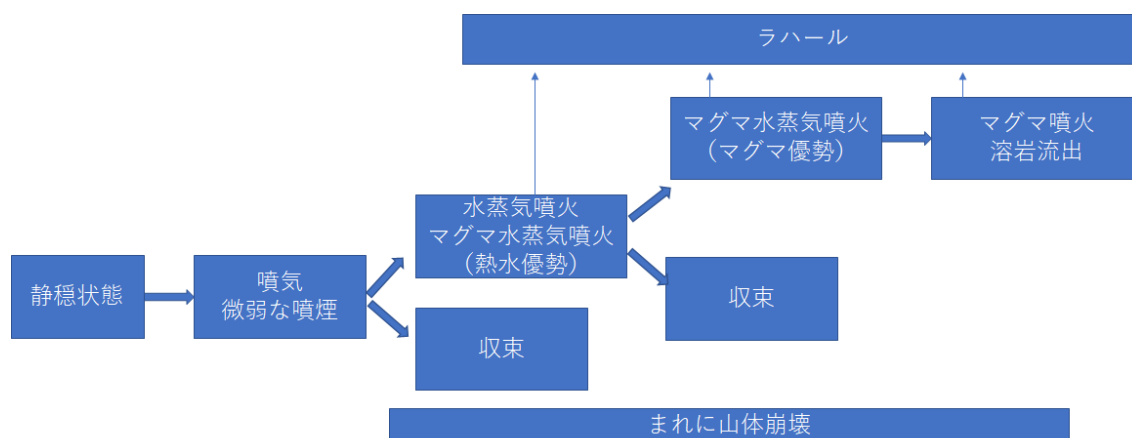 ラハール
マグマ水蒸気噴火
(マグマ優勢)
マグマ噴火
溶岩流出
水蒸気噴火
マグマ水蒸気噴火
(熱水優勢)
静穏状態
噴気
微弱な噴煙
収束
収束
まれに山体崩壊